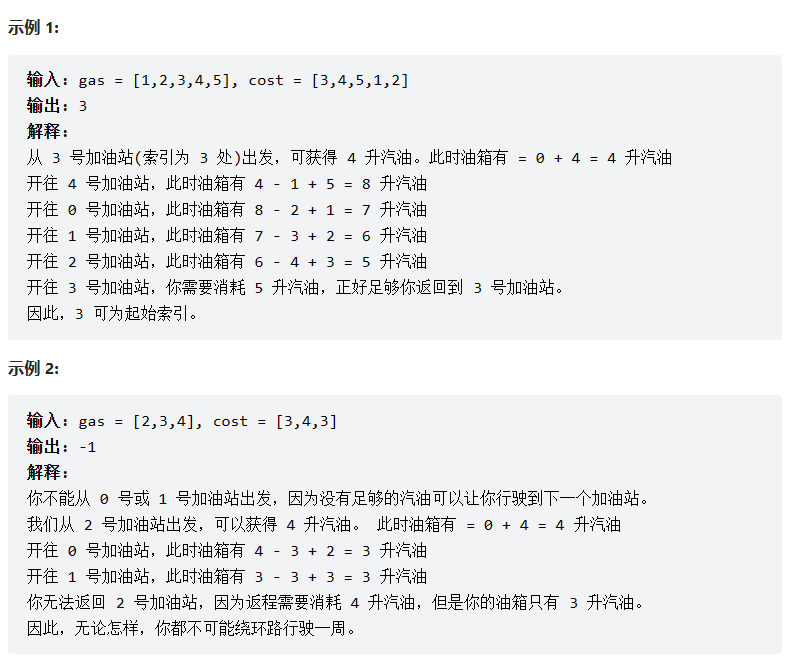 示例 1:
输入: gas = [1,2,3,4,5], cost = [3,4,5,1,2]
输出: 3
解释:
从 3 号加油站(索引为 3 处)出发，可获得 4 升汽油。此时油箱有 = 0 + 4 = 4 升汽油
开往 4 号加油站，此时油箱有 4 - 1 + 5 = 8 升汽油
开往 0 号加油站，此时油箱有 8 - 2 + 1 = 7 升汽油
开往 1 号加油站，此时油箱有 7 - 3 + 2 = 6 升汽油
开往 2 号加油站，此时油箱有 6 - 4 + 3 = 5 升汽油
开往 3 号加油站，你需要消耗 5 升汽油，正好足够你返回到 3 号加油站。
因此，3 可为起始索引。
示例 2:
输入: gas = [2,3,4], cost = [3,4,3]
输出: -1
解释:
你不能从 0 号或 1 号加油站出发，因为没有足够的汽油可以让你行驶到下一个加油站。
我们从 2 号加油站出发，可以获得 4 升汽油。 此时油箱有 = 0 + 4 = 4 升汽油
开往 0 号加油站，此时油箱有 4 - 3 + 2 = 3 升汽油
开往 1 号加油站，此时油箱有 3 - 3 + 3 = 3 升汽油
你无法返回 2 号加油站，因为返程需要消耗 4 升汽油，但是你的油箱只有 3 升汽油。
因此，无论怎样，你都不可能绕环路行驶一周。